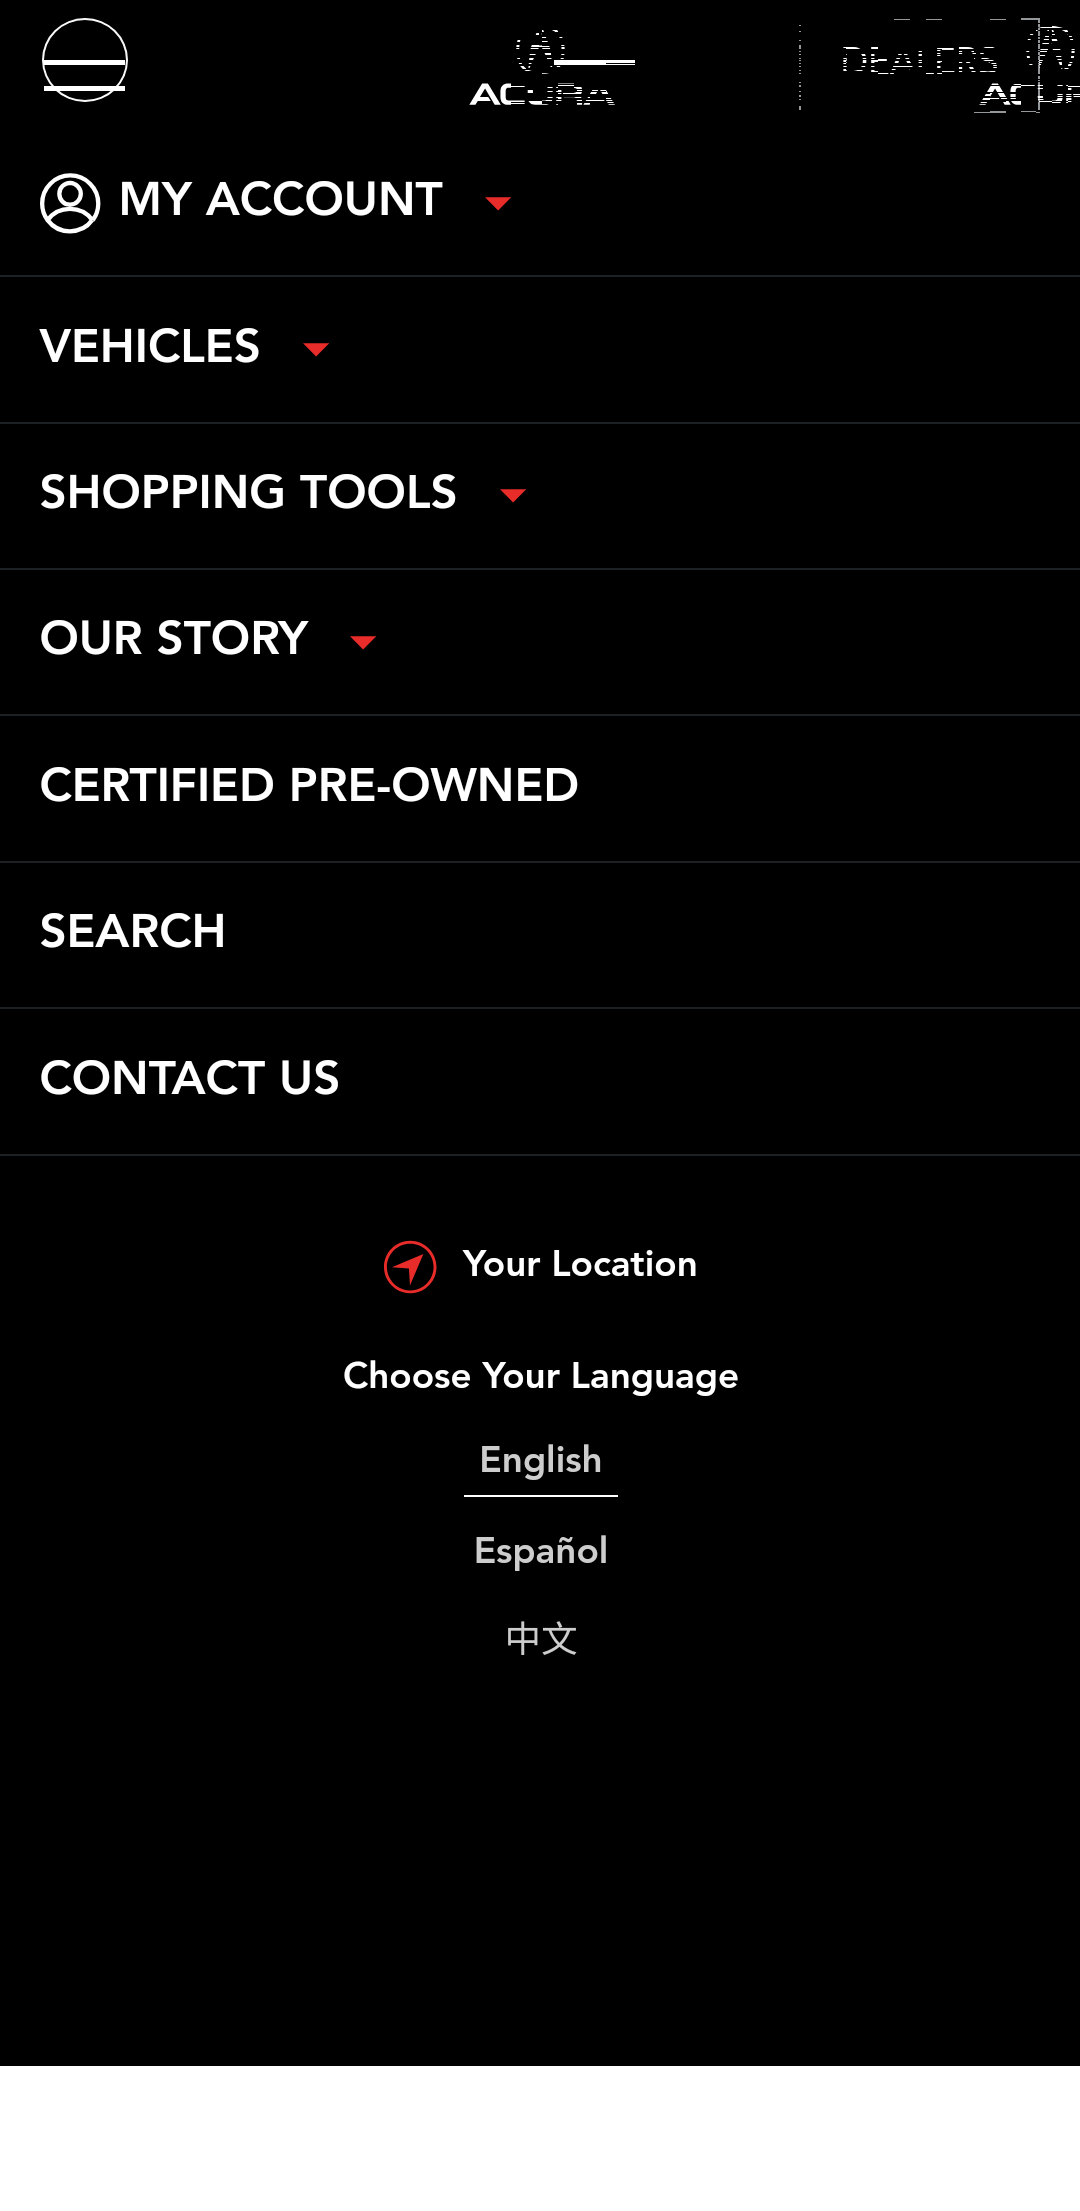 ACURA
DEALERS
MY ACCOUNT
VEHICLES
SHOPPING TOOLS
OUR STORY
CERTIFIED PRE-OWNED
SEARCH
CONTACT US
Your Location
Choose Your Language
English
Español
中文